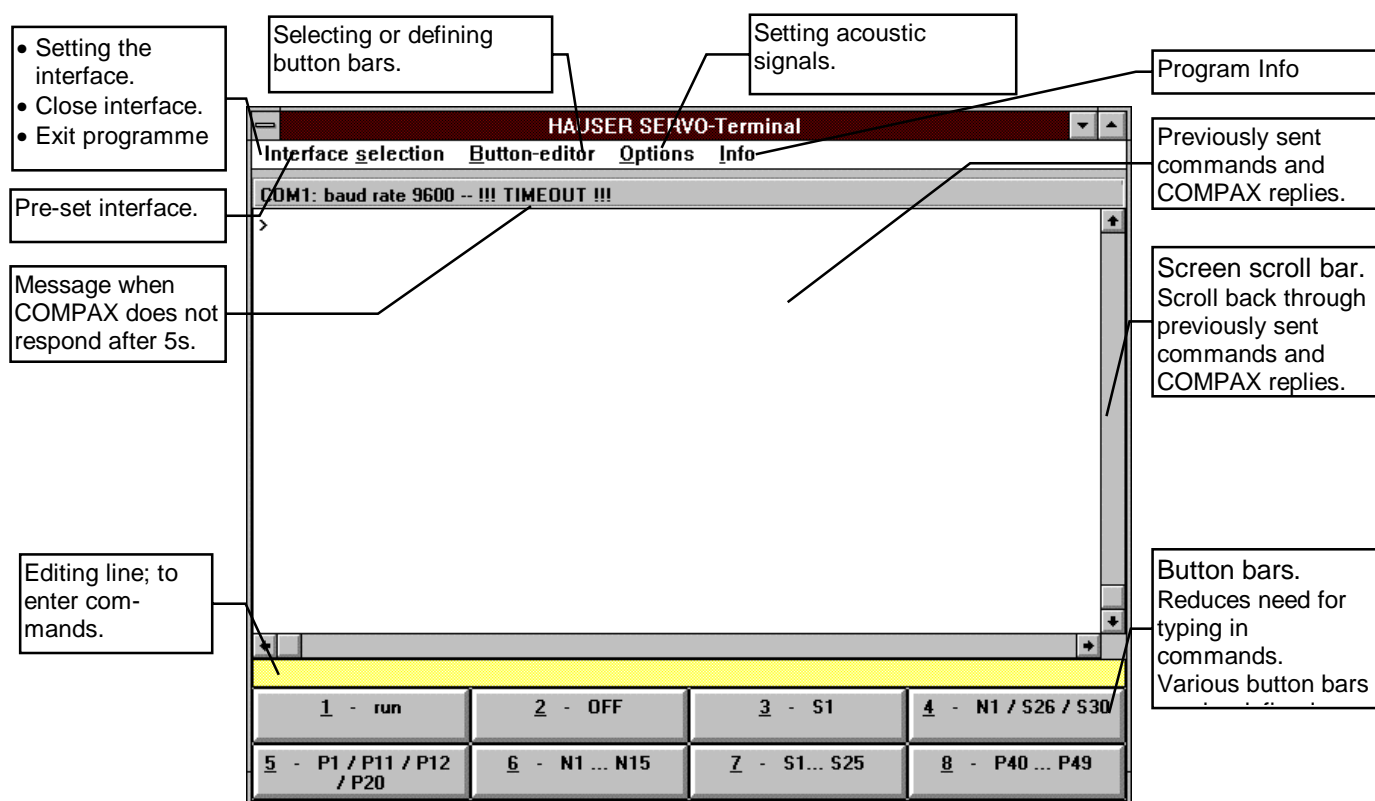 • Setting the
interface.
• Close interface.
• Exit programme
Selecting or defining
button bars.
Setting acoustic
signals.
Program Info
Previously sent
commands and
COMPAX replies.
Pre-set interface.
Message when
COMPAX does not
respond after 5s.
Screen scroll bar.
Scroll back through
previously sent
commands and
COMPAX replies.
Editing line; to
enter com-
mands.
Button bars.
Reduces need for
typing in
commands.
Various button bars
HAUSER SERVO-Terminal
Interface selection Button-editor Options Info
COM1: baud rate 9600 -- !!! TIMEOUT !!!
>
1 - run
2 - OFF
3 - S1
4 - N1 / S26 / S30
5 - P1 / P11 / P12
/ P20
6 - N1 ... N15
7 - S1... S25
8 - P40 ... P49